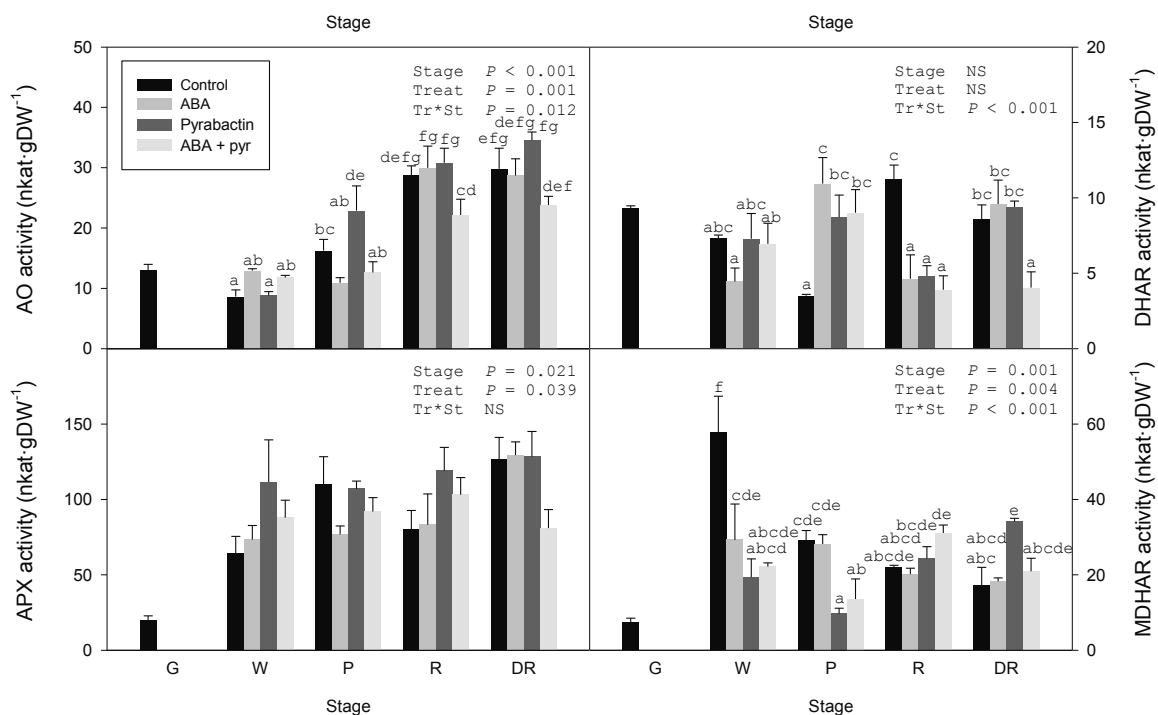 Stage
Stage
AO activity (nkat·gDW⁻¹)
50
40
30
20
10
0
Control
ABA
Pyrabactin
ABA + pyr
Stage P < 0.001
Treat P = 0.001
Tr*St P = 0.012
a
ab
a
ab
bc
ab
de
ab
defg
fg
fg
cd
efg
defg
fg
def
DHAR activity (nkat·gDW⁻¹)
20
15
10
5
0
Stage NS
Treat NS
Tr*St P < 0.001
abc
abc
abc
ab
a
c
bc
bc
c
a
a
a
bc
c
bc
a
APX activity (nkat·gDW⁻¹)
150
100
50
0
Stage P = 0.021
Treat P = 0.039
Tr*St NS
G W P R DR
Stage
MDHAR activity (nkat·gDW⁻¹)
60
40
20
0
Stage P = 0.001
Treat P = 0.004
Tr*St P < 0.001
f
cde
abcd
abcde
cde
cde
a
ab
abcde
abcd
bcde
de
abc
abcd
e
abcde
G W P R DR
Stage